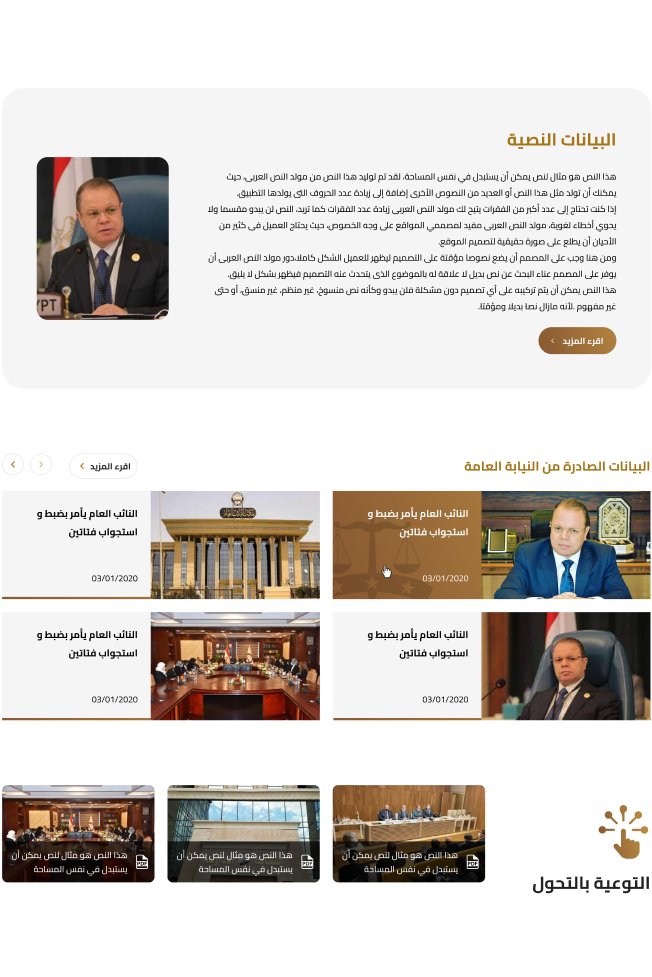 البيانات النصية
هذا النص هو مثال لنص يمكن أن يستبدل في نفس المساحة، لقد تم توليد هذا النص من مولد النص العربى، حيث
يمكنك أن تولد مثل هذا النص أو العديد من النصوص الأخرى إضافة إلى زيادة عدد الحروف التى يولدها التطبيق.
إذا كنت تحتاج إلى عدد أكبر من الفقرات يتيح لك مولد النص العربى زيادة عدد الفقرات كما تريد، النص لن يبدو مقسما ولا
يحوي أخطاء لغوية، مولد النص العربى مفيد لمصممي المواقع على وجه الخصوص، حيث يحتاج العميل فى كثير من
الأحيان أن يطلع على صورة حقيقية لتصميم الموقع.
ومن هنا وجب على المصمم أن يضع نصوصا مؤقتة على التصميم ليظهر للعميل الشكل كاملا،دور مولد النص العربى أن
يوفر على المصمم عناء البحث عن نص بديل لا علاقة له بالموضوع الذى يتحدث عنه التصميم فيظهر بشكل لا يليق.
هذا النص يمكن أن يتم تركيبه على أي تصميم دون مشكلة فلن يبدو وكأنه نص منسوخ، غير منظم، غير منسق، أو حتى
غير مفهوم .لأنه مازال نصا بديلا ومؤقتا.
اقرء المزيد
YPT
البيانات الصادرة من النيابة العامة
اقرء المزيد
النائب العام يأمر بضبط و
استجواب فتاتين
03/01/2020
النائب العام يأمر بضبط و
استجواب فتاتين
03/01/2020
النائب العام يأمر بضبط و
استجواب فتاتين
03/01/2020
النائب العام يأمر بضبط و
استجواب فتاتين
03/01/2020
التوعية بالتحول
هذا النص هو مثال لنص يمكن أن
يستبدل في نفس المساحة
PDF
هذا النص هو مثال لنص يمكن أن
يستبدل في نفس المساحة
PDF
هذا النص هو مثال لنص يمكن أن
يستبدل في نفس المساحة
PDF